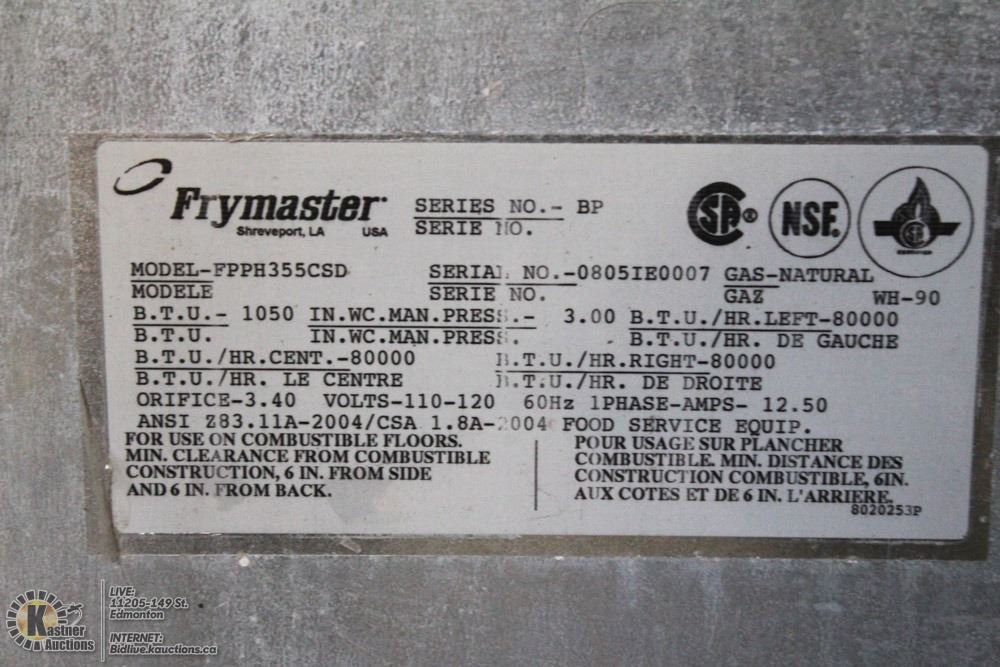 Frymaster
Shreveport, LA USA
SERIES NO.- BP
SERIE NO.
SA
NSF.
MODEL-FPPH355CSD SERIAL NO.-0805IE0007 GAS-NATURAL
MODELE SERIE NO. GAZ WH-90
B.T.U.- 1050 IN.WC.MAN.PRESS.- 3.00 B.T.U./HR.LEFT-80000
B.T.U. IN.WC.MAN.PRESS. B.T.U./HR. DE GAUCHE
B.T.U./HR.CENT.-80000 B.T.U./HR.RIGHT-80000
B.T.U./HR. LE CENTRE B.T.U./HR. DE DROITE
ORIFICE-3.40 VOLTS-110-120 60Hz 1PHASE-AMPS- 12.50
ANSI Z83.11A-2004/CSA 1.8A-2004 FOOD SERVICE EQUIP.
FOR USE ON COMBUSTIBLE FLOORS.
MIN. CLEARANCE FROM COMBUSTIBLE
CONSTRUCTION, 6 IN. FROM SIDE
AND 6 IN. FROM BACK.
POUR USAGE SUR PLANCHER
COMBUSTIBLE. MIN. DISTANCE DES
CONSTRUCTION COMBUSTIBLE, 6IN.
AUX COTES ET DE 6 IN. L'ARRIERE.
8020253P
Kastner
Auctions
LIVE:
11205-149 St.
Edmonton
INTERNET:
Bidlive.kauctions.ca